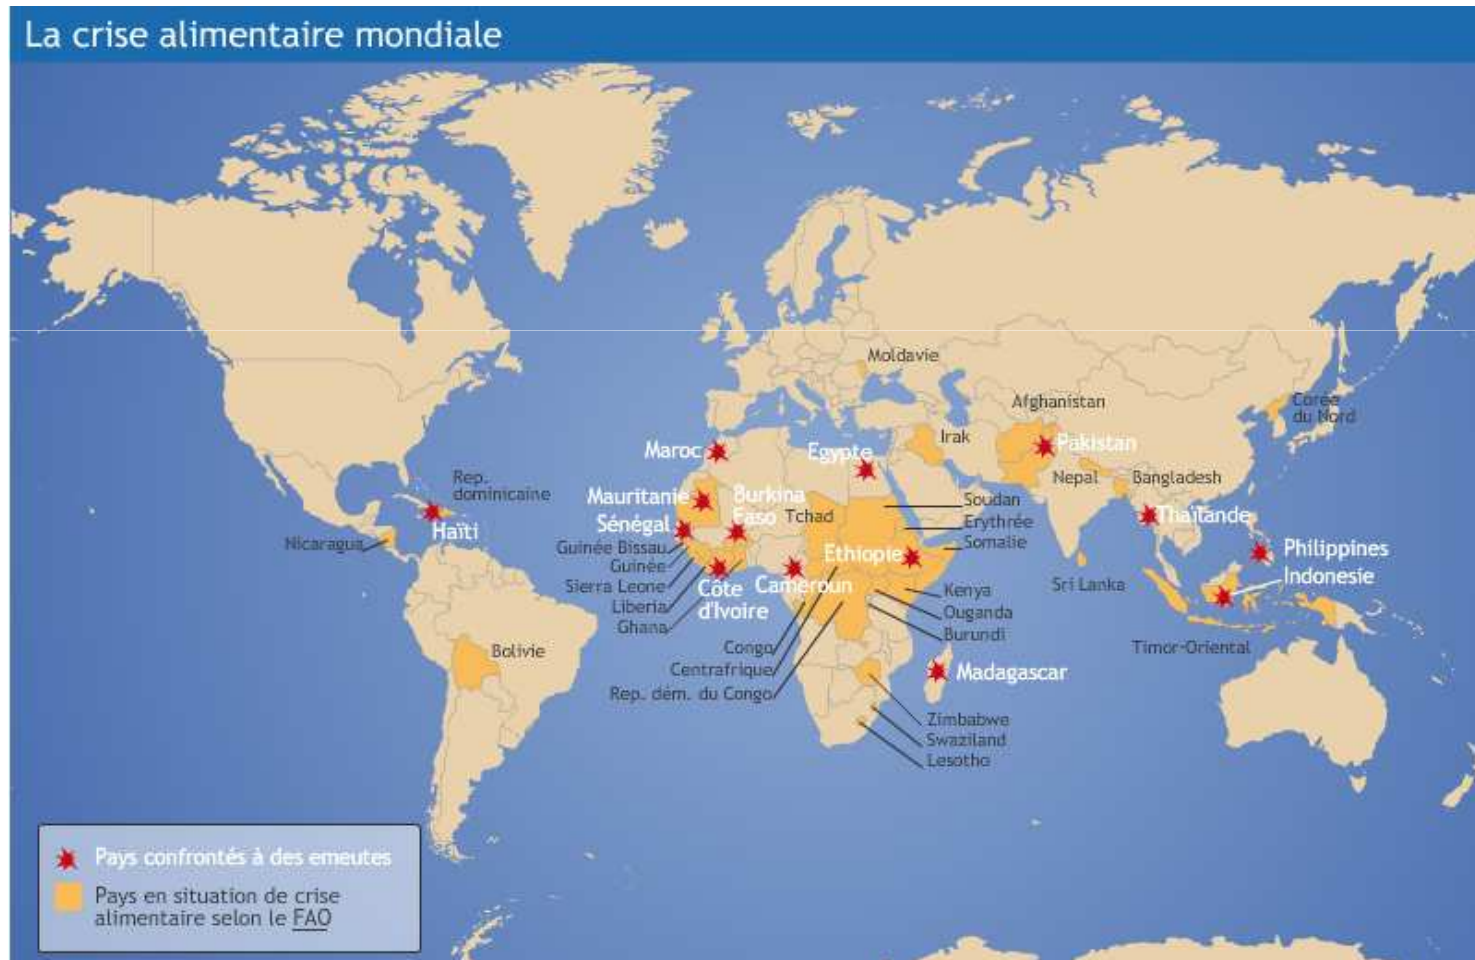 La crise alimentaire mondiale
Moldavie
Afghanistan
Corée
du Nord
Irak
Pakistan
Maroc
Egypte
Nepal
Bangladesh
Rep.
dominicaine
Haïti
Nicaragua
Mauritanie
Burkina
Faso
Tchad
Sénégal
Soudan
Erythrée
Somalie
Thaïlande
Guinée Bissau
Guinée
Sierra Leone
Liberia
Ghana
Côte
d'Ivoire
Cameroun
Ethiopie
Philippines
Indonesie
Sri Lanka
Kenya
Ouganda
Burundi
Timor-Oriental
Bolivie
Congo
Centrafrique
Rep. dém. du Congo
Madagascar
Zimbabwe
Swaziland
Lesotho
Pays confrontés à des emeutes
Pays en situation de crise
alimentaire selon le FAO